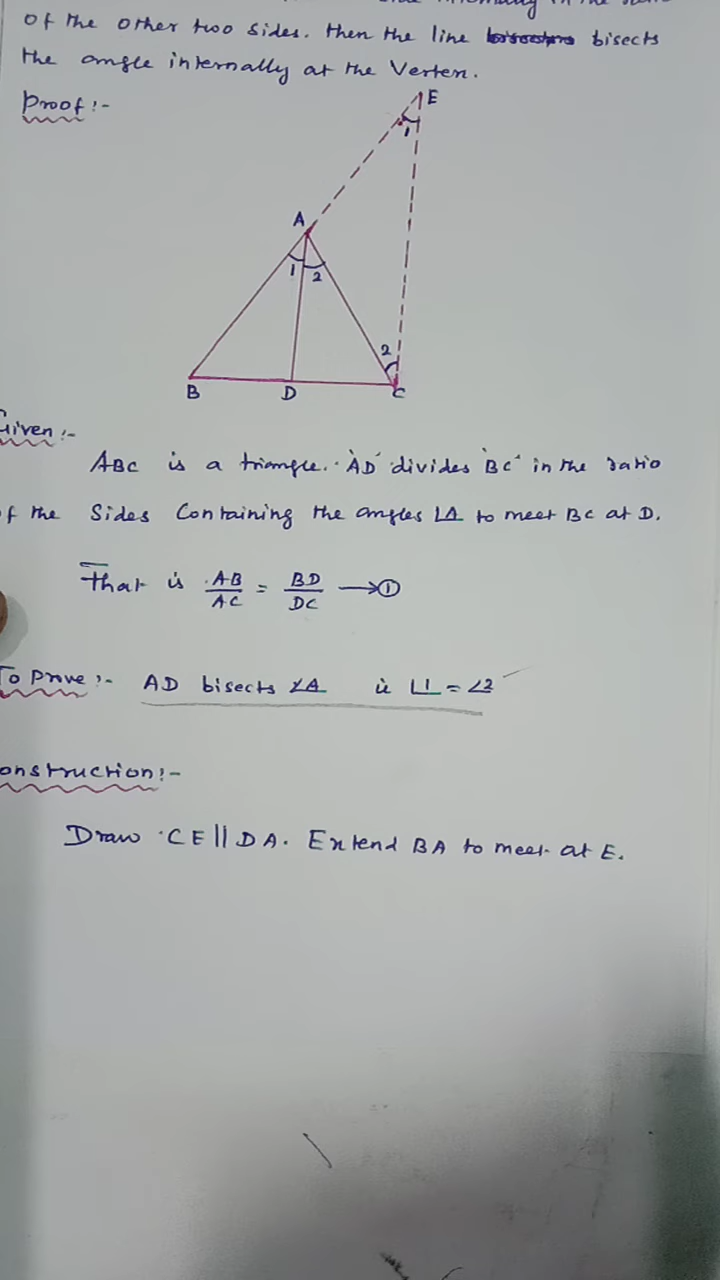 of the other two sides. then the line bisects
the angle internally at the Verten.
Proof :-
E
1
A
1 2
2
B D C
Given :-
ABC is a triangle. AD divides BC in the ratio
of the Sides Containing the angles ∠A to meet BC at D.
That is AB/AC = BD/DC → ①
To Prove :- AD bisects ∠A ie ∠1 = ∠2
onstruction :-
Draw CE || DA. Extend BA to meet at E.